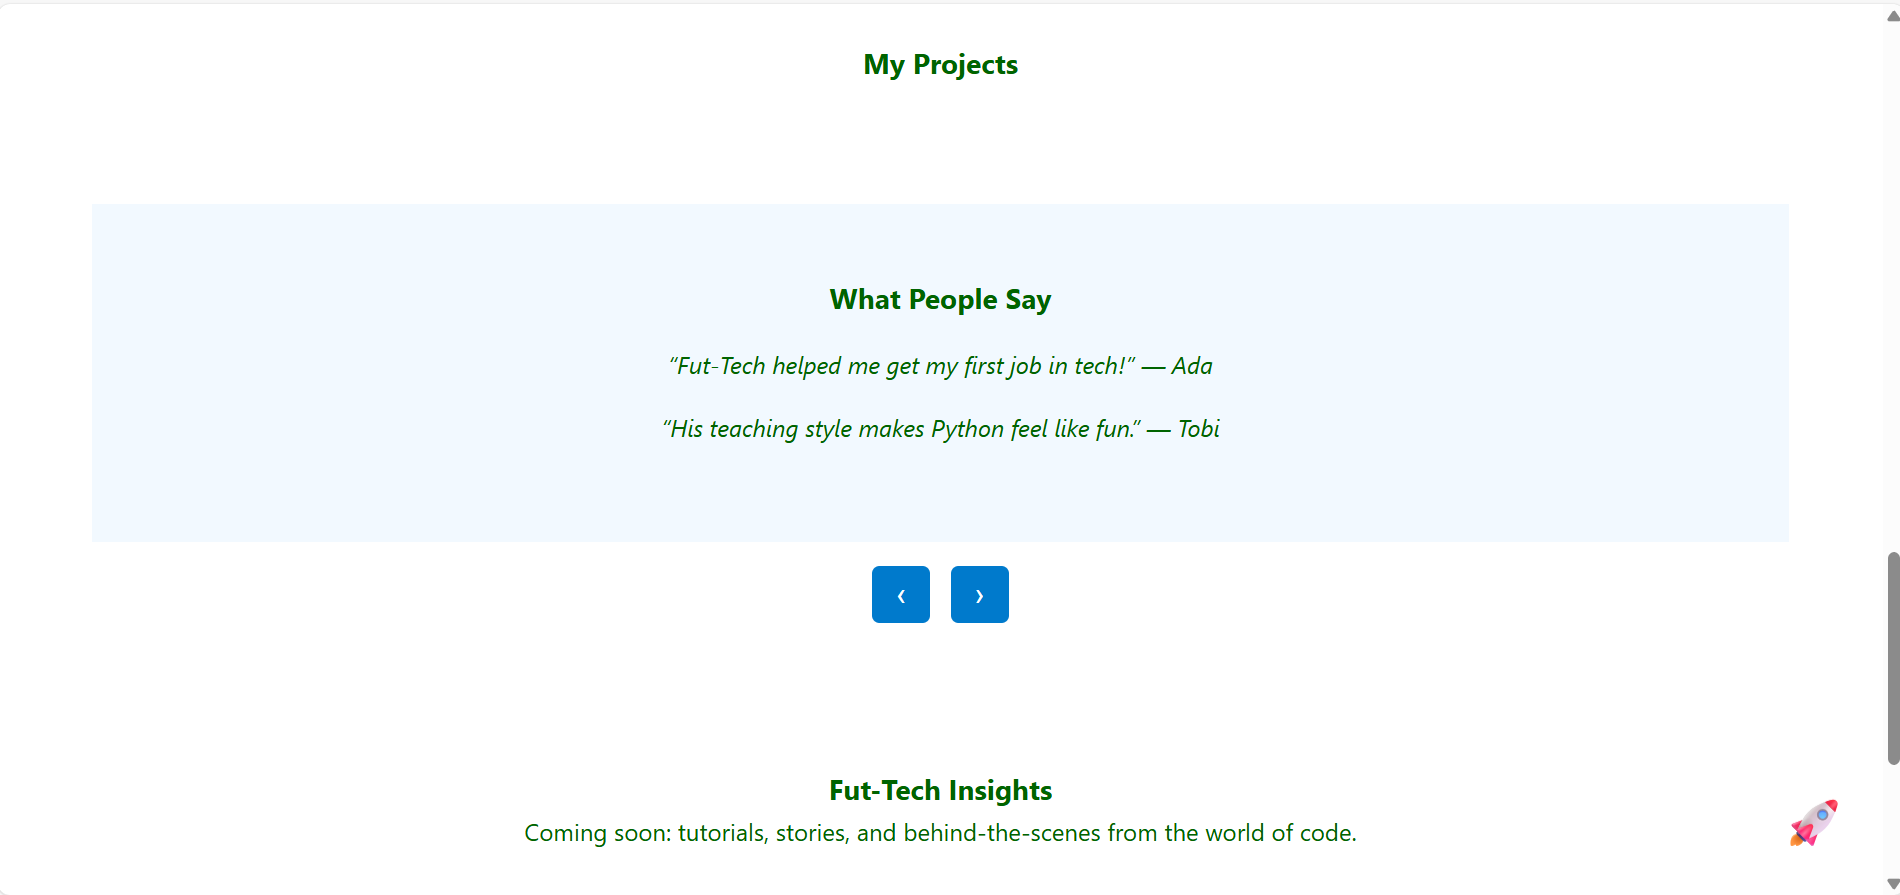 My Projects
What People Say
“Fut-Tech helped me get my first job in tech!” — Ada
“His teaching style makes Python feel like fun.” — Tobi
‹ ›
Fut-Tech Insights
Coming soon: tutorials, stories, and behind-the-scenes from the world of code.